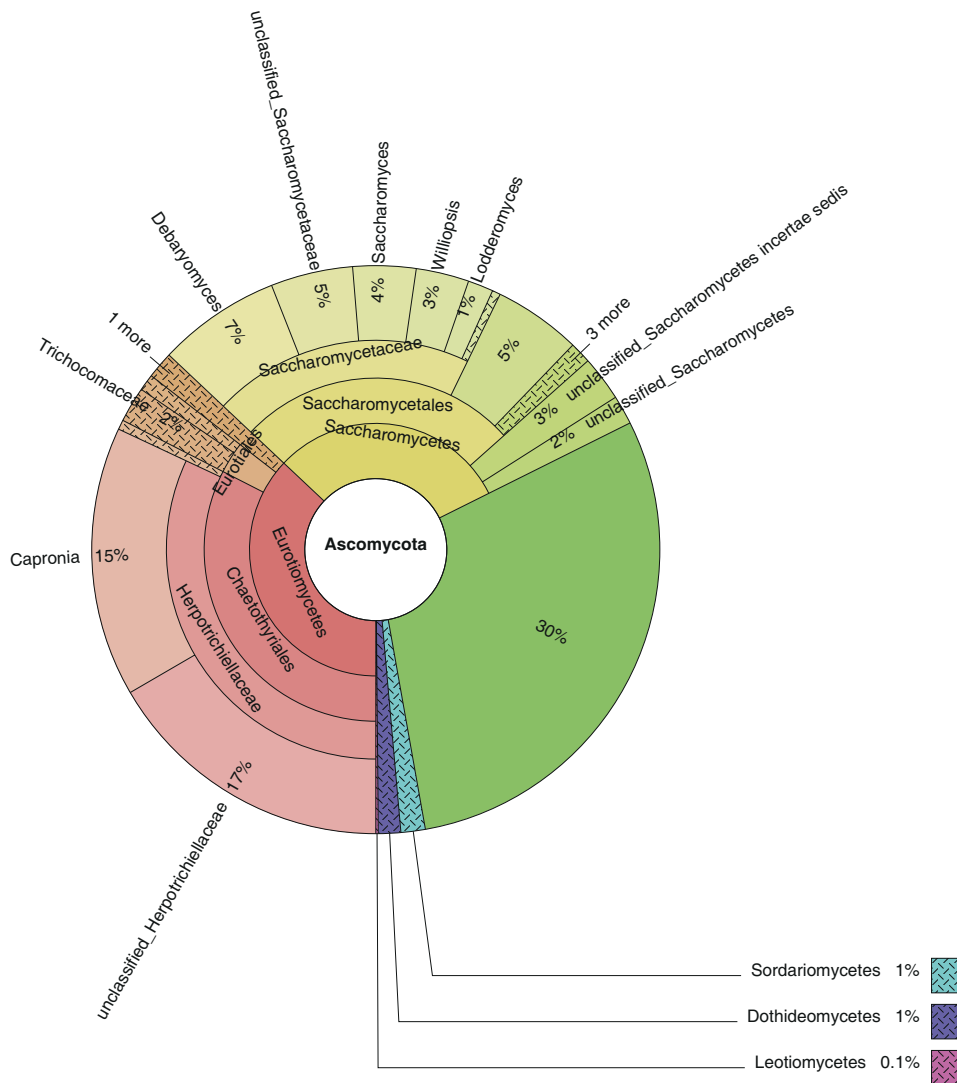 unclassified_Saccharomycetaceae
Saccharomyces
Williopsis
Lodderomyces
Debaryomyces
1 more
Trichocomaceae
3 more
unclassified_Saccharomycetes incertae sedis
unclassified_Saccharomycetes
7%
5%
4%
3%
1%
5%
3%
2%
2%
Saccharomycetaceae
Saccharomycetales
Saccharomycetes
Eurotiales
Ascomycota
Eurotiomycetes
Chaetothyriales
Herpotrichiellaceae
Capronia
15%
30%
17%
unclassified_Herpotrichiellaceae
Sordariomycetes 1%
Dothideomycetes 1%
Leotiomycetes 0.1%